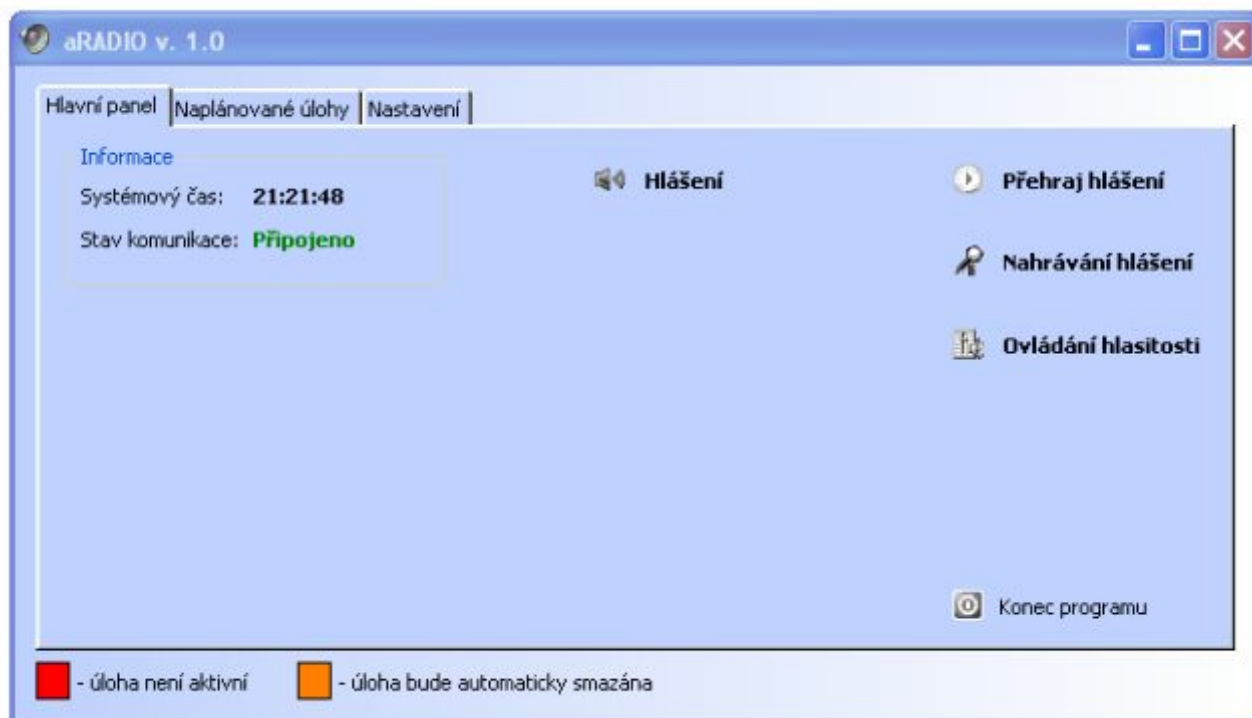 aRADIO v. 1.0
Hlavní panel Naplánované úlohy Nastavení
Informace
Systémový čas: 21:21:48
Stav komunikace: Připojeno
Hlášení
Přehraj hlášení
Nahrávání hlášení
Ovládání hlasitosti
Konec programu
- úloha není aktivní - úloha bude automaticky smazána